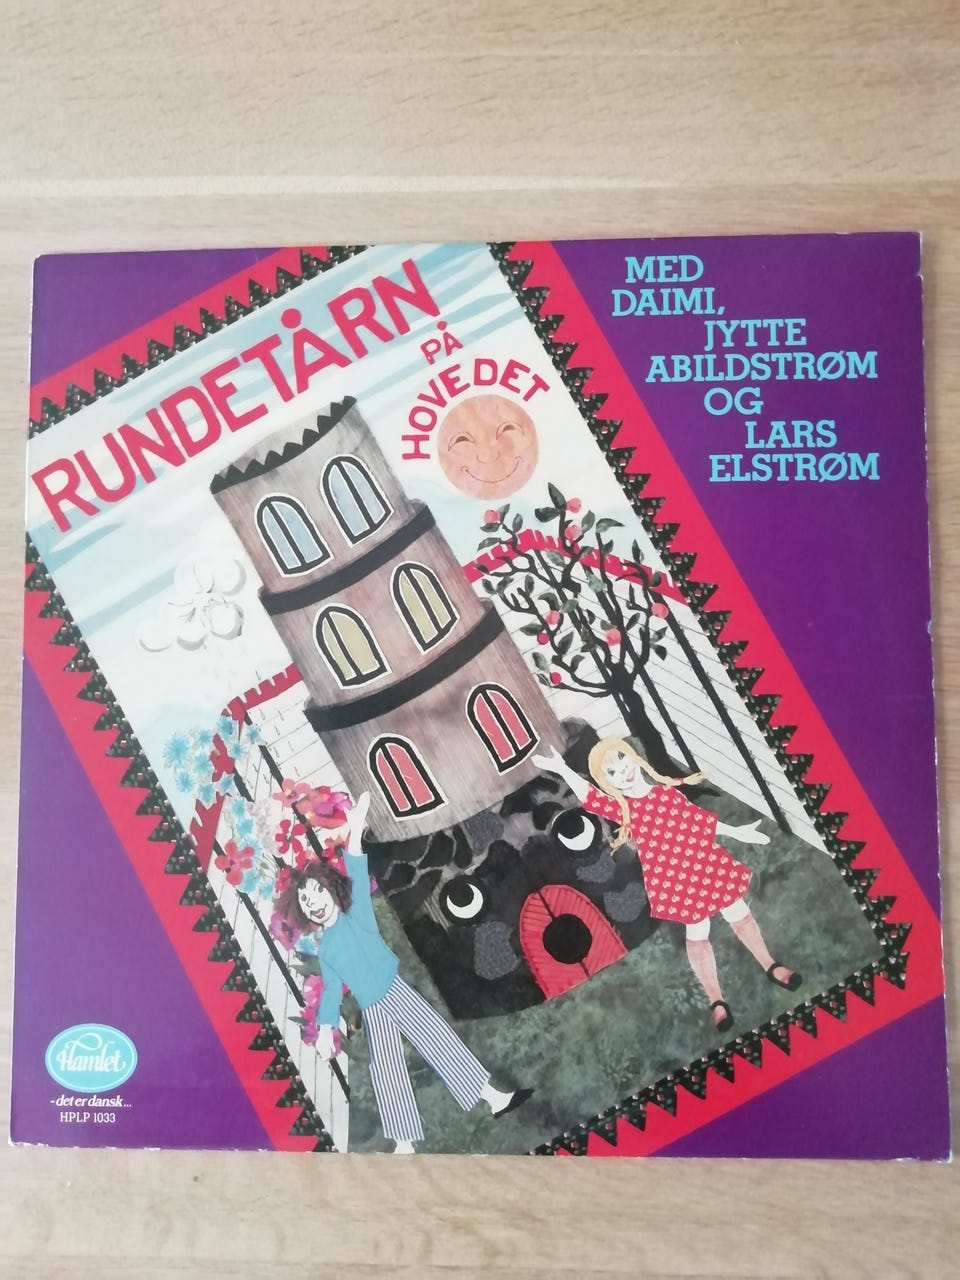 RUNDETÅRN
PÅ
HOVEDET
MED
DAIMI,
JYTTE
ABILDSTRØM
OG
LARS
ELSTRØM
Hamlet
- det er dansk...
HPLP 1033